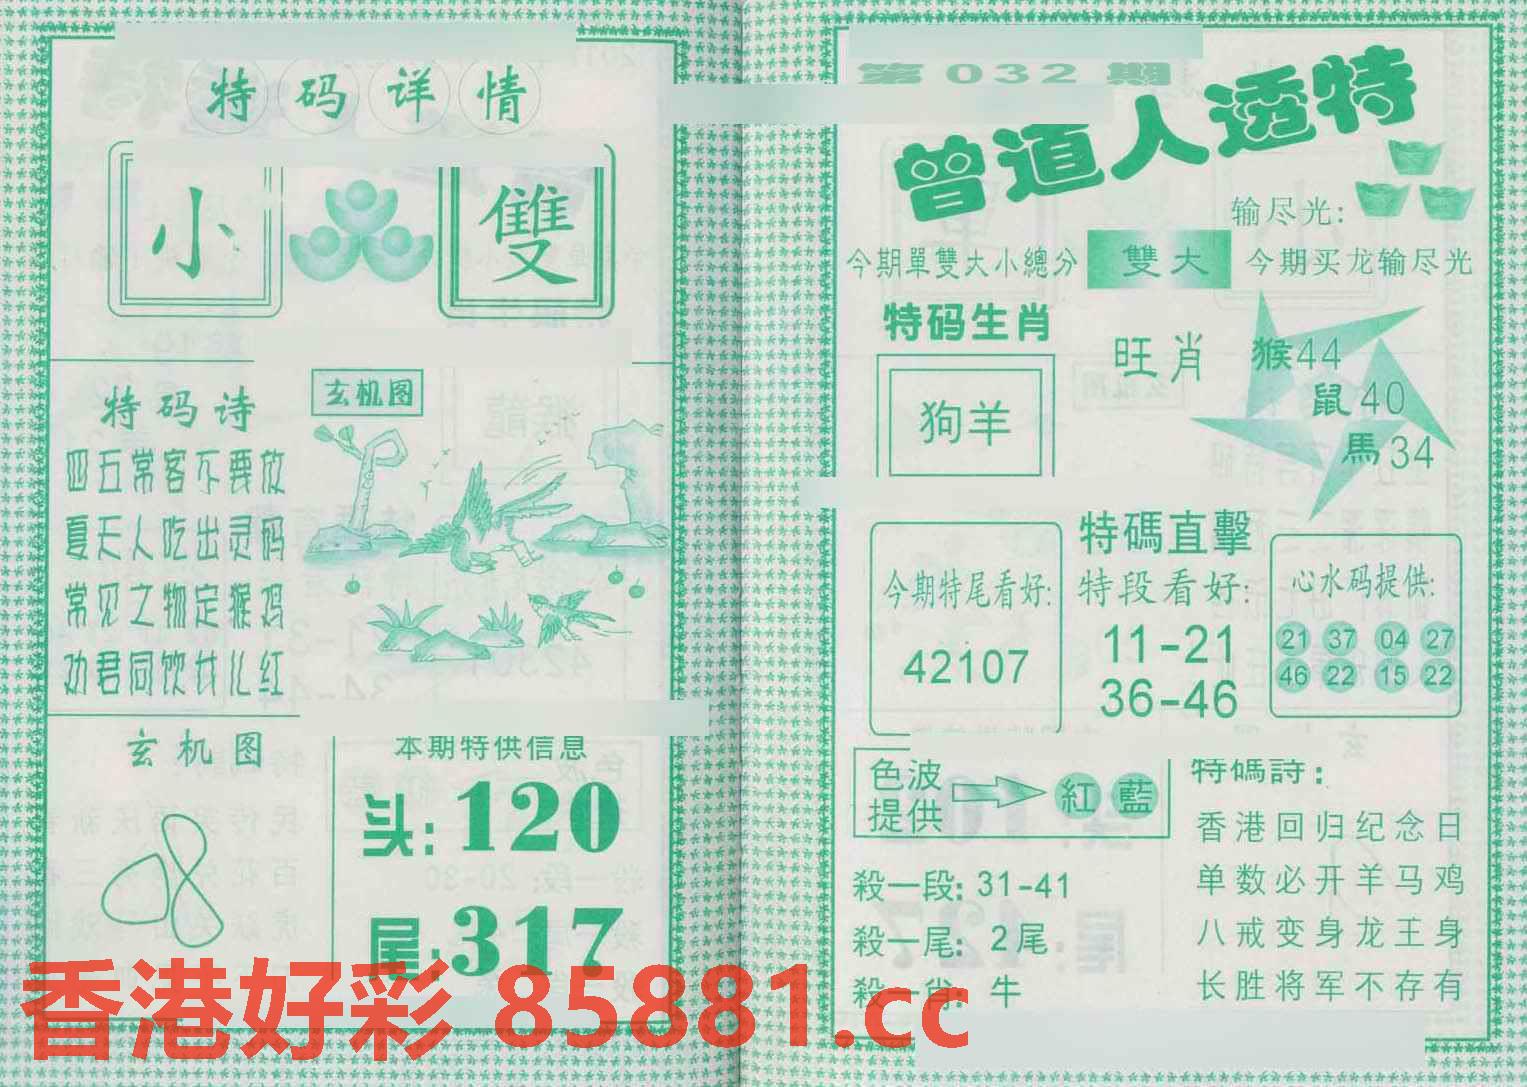 特码详情
小
雙
特码诗
四五常客不要放
夏天人吃出灵码
常见之物定猴鸡
劝君同饮廿儿红
玄机图
玄机图
本期特供信息
头:120
尾:317
第032期
曾道人透特
输尽光:
今期單雙大小總分
雙大
今期买龙输尽光
特码生肖
狗羊
旺肖
猴44
鼠40
馬34
今期特尾看好:
42107
特碼直擊
特段看好:
11-21
36-46
心水码提供:
21 37 04 27
46 22 15 22
色波
提供
紅 藍
殺一段: 31-41
殺一尾: 2尾
殺一肖: 牛
特碼詩:
香港回归纪念日
单数必开羊马鸡
八戒变身龙王身
长胜将军不存有
香港好彩 85881.cc